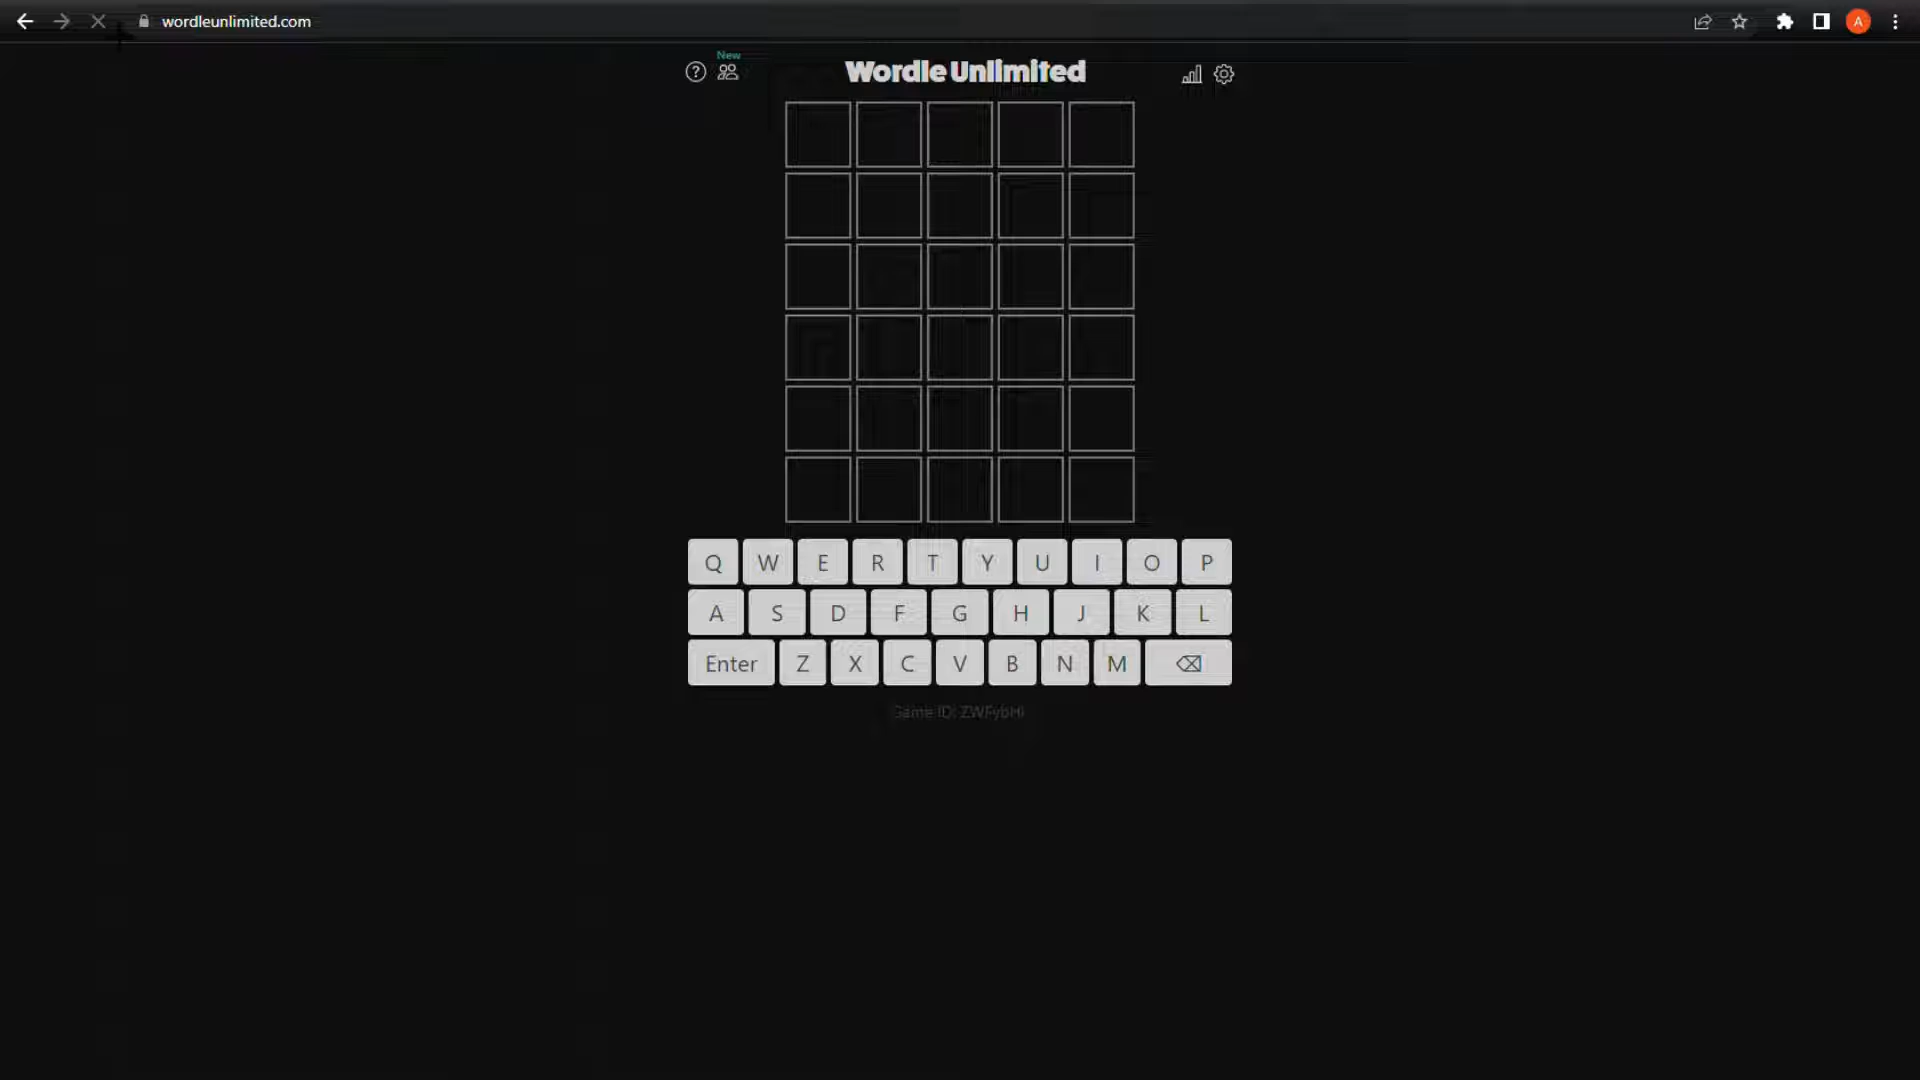 wordleunlimited.com
A
New
Wordle Unlimited
Q W E R T Y U I O P
A S D F G H J K L
Enter Z X C V B N M
Game ID: ZWFybHI